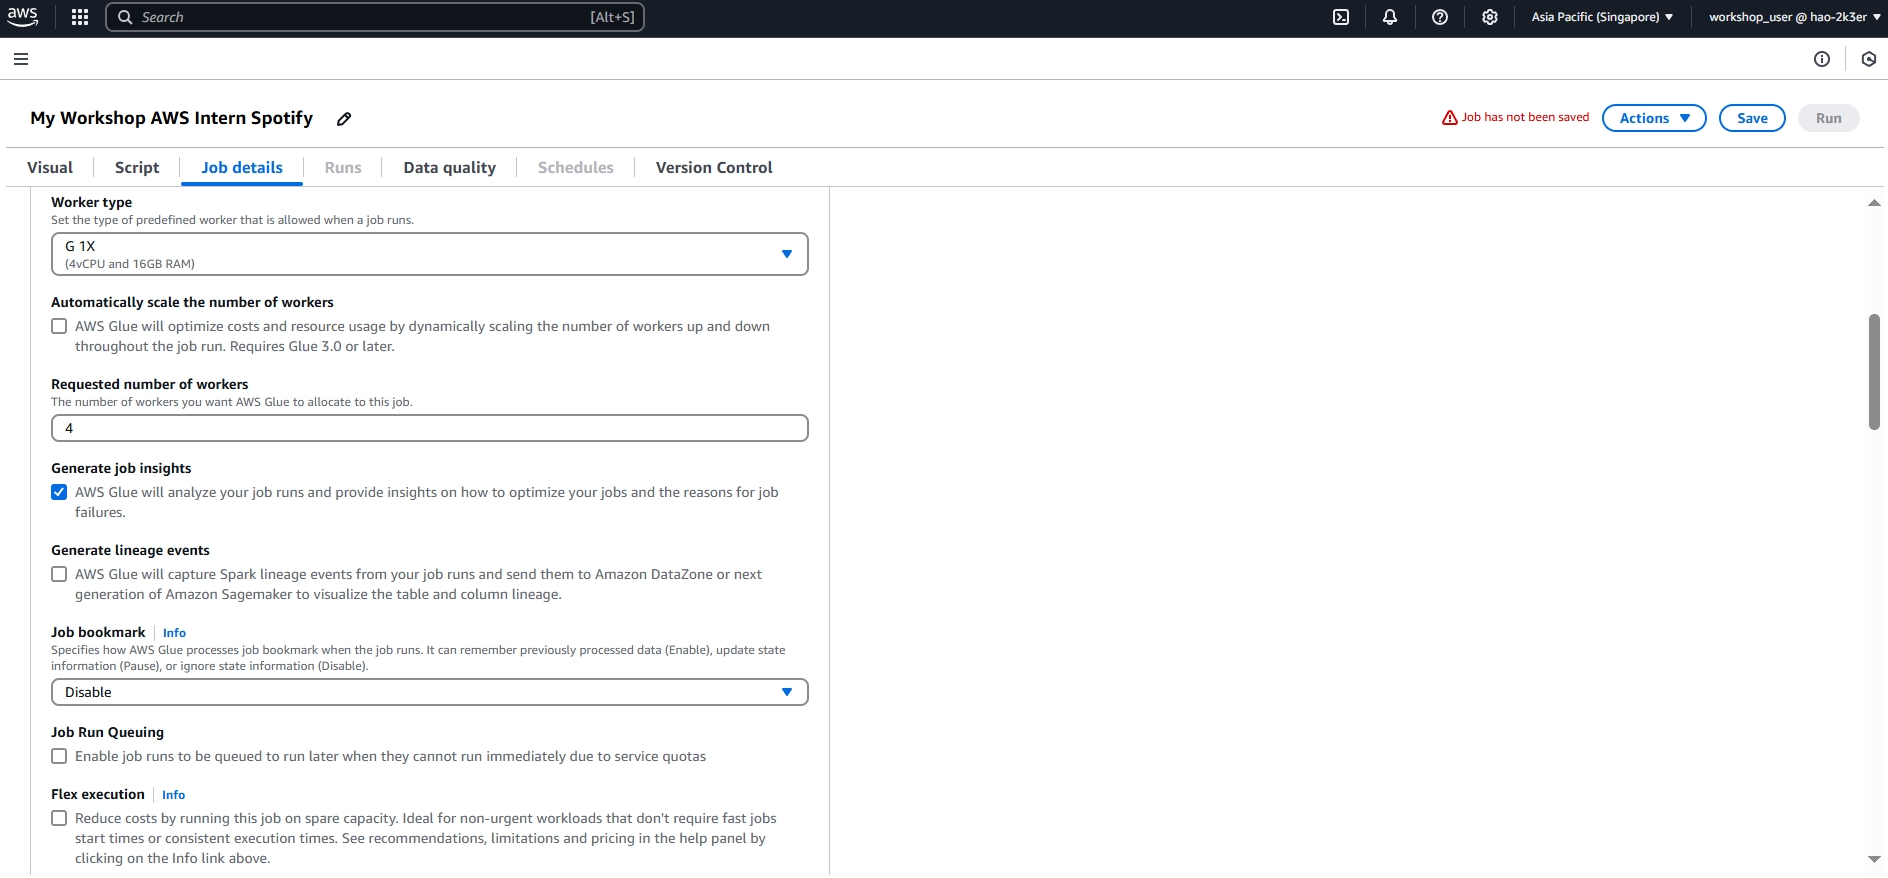 aws
Search [Alt+S] Asia Pacific (Singapore) workshop_user @ hao-2k3er
My Workshop AWS Intern Spotify
Job has not been saved Actions Save Run
Visual Script Job details Runs Data quality Schedules Version Control
Worker type
Set the type of predefined worker that is allowed when a job runs.
G 1X
(4vCPU and 16GB RAM)
Automatically scale the number of workers
AWS Glue will optimize costs and resource usage by dynamically scaling the number of workers up and down
throughout the job run. Requires Glue 3.0 or later.
Requested number of workers
The number of workers you want AWS Glue to allocate to this job.
4
Generate job insights
AWS Glue will analyze your job runs and provide insights on how to optimize your jobs and the reasons for job
failures.
Generate lineage events
AWS Glue will capture Spark lineage events from your job runs and send them to Amazon DataZone or next
generation of Amazon Sagemaker to visualize the table and column lineage.
Job bookmark Info
Specifies how AWS Glue processes job bookmark when the job runs. It can remember previously processed data (Enable), update state
information (Pause), or ignore state information (Disable).
Disable
Job Run Queuing
Enable job runs to be queued to run later when they cannot run immediately due to service quotas
Flex execution Info
Reduce costs by running this job on spare capacity. Ideal for non-urgent workloads that don't require fast jobs
start times or consistent execution times. See recommendations, limitations and pricing in the help panel by
clicking on the Info link above.